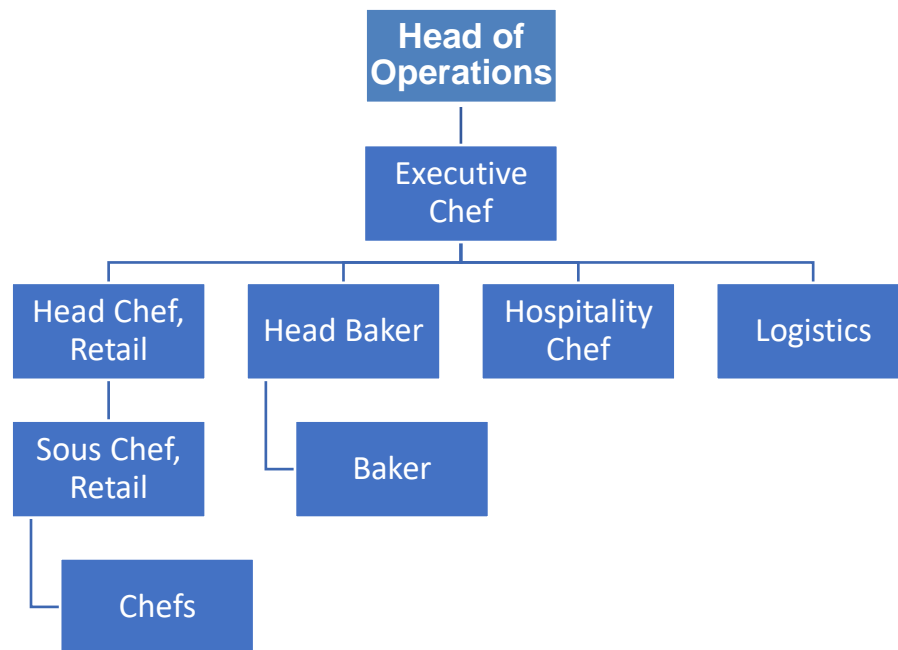 Head of
Operations
Executive
Chef
Head Chef,
Retail
Head Baker
Hospitality
Chef
Logistics
Sous Chef,
Retail
Baker
Chefs